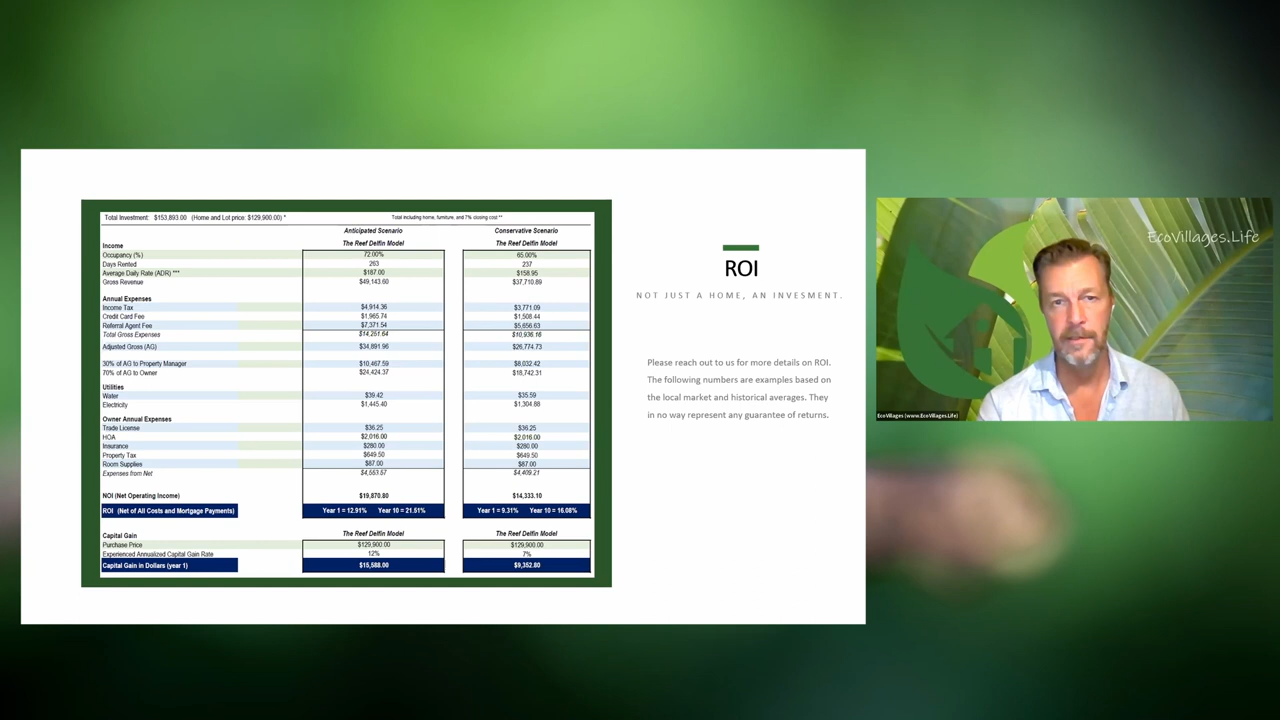 Total Investment: $153,893.00 (Home and Lot price: $129,900.00) * Total including home, furniture, and 7% closing cost **
Anticipated Scenario Conservative Scenario
The Reef Delfin Model The Reef Delfin Model
Income
Occupancy (%) 72.00% 65.00%
Days Rented 263 237
Average Daily Rate (ADR) *** $187.00 $158.95
Gross Revenue $49,143.60 $37,710.89
Annual Expenses
Income Tax $4,914.36 $3,771.09
Credit Card Fee $1,965.74 $1,508.44
Referral Agent Fee $7,371.54 $5,656.63
Total Gross Expenses $14,251.64 $10,936.16
Adjusted Gross (AG) $34,891.96 $26,774.73
30% of AG to Property Manager $10,467.59 $8,032.42
70% of AG to Owner $24,424.37 $18,742.31
Utilities
Water $39.42 $35.59
Electricity $1,445.40 $1,304.88
Owner Annual Expenses
Trade License $36.25 $36.25
HOA $2,016.00 $2,016.00
Insurance $280.00 $280.00
Property Tax $649.50 $649.50
Room Supplies $87.00 $87.00
Expenses from Net $4,553.57 $4,409.21
NOI (Net Operating Income) $19,870.80 $14,333.10
ROI (Net of All Costs and Mortgage Payments) Year 1 = 12.91% Year 10 = 21.51% Year 1 = 9.31% Year 10 = 16.08%
Capital Gain The Reef Delfin Model The Reef Delfin Model
Purchase Price $129,900.00 $129,900.00
Experienced Annualized Capital Gain Rate 12% 7%
Capital Gain in Dollars (year 1) $15,588.00 $9,352.80
ROI
NOT JUST A HOME, AN INVESMENT.
Please reach out to us for more details on ROI.
The following numbers are examples based on
the local market and historical averages. They
in no way represent any guarantee of returns.
EcoVillages.Life
EcoVillages (www.EcoVillages.Life)